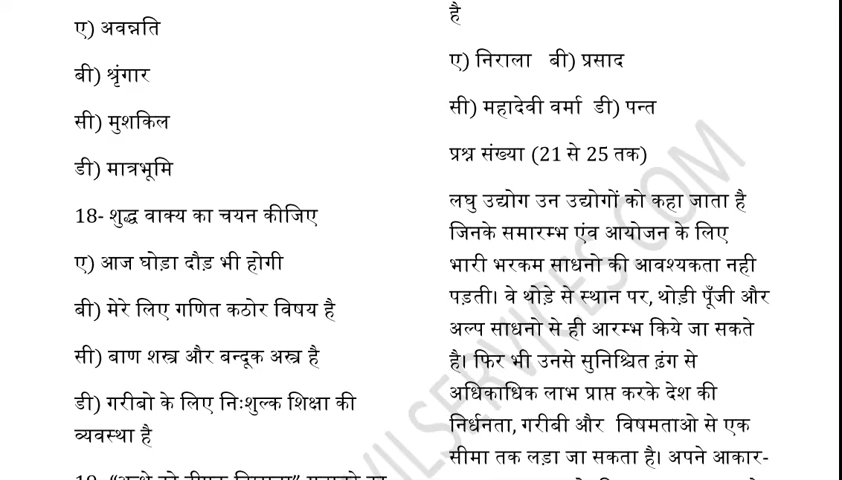 ए) अवन्नति
बी) श्रृंगार
सी) मुशकिल
डी) मात्रभूमि
18- शुद्ध वाक्य का चयन कीजिए
ए) आज घोड़ा दौड़ भी होगी
बी) मेरे लिए गणित कठोर विषय है
सी) बाण शस्त्र और बन्दूक अस्त्र है
डी) गरीबो के लिए निःशुल्क शिक्षा की
व्यवस्था है
है
ए) निराला बी) प्रसाद
सी) महादेवी वर्मा डी) पन्त
प्रश्न संख्या (21 से 25 तक)
लघु उद्योग उन उद्योगों को कहा जाता है
जिनके समारम्भ एंव आयोजन के लिए
भारी भरकम साधनो की आवश्यकता नही
पड़ती। वे थोड़े से स्थान पर, थोड़ी पूँजी और
अल्प साधनो से ही आरम्भ किये जा सकते
है। फिर भी उनसे सुनिश्चित ढ़ंग से
अधिकाधिक लाभ प्राप्त करके देश की
निर्धनता, गरीबी और विषमताओ से एक
सीमा तक लड़ा जा सकता है। अपने आकार-
VILSERVICES.COM